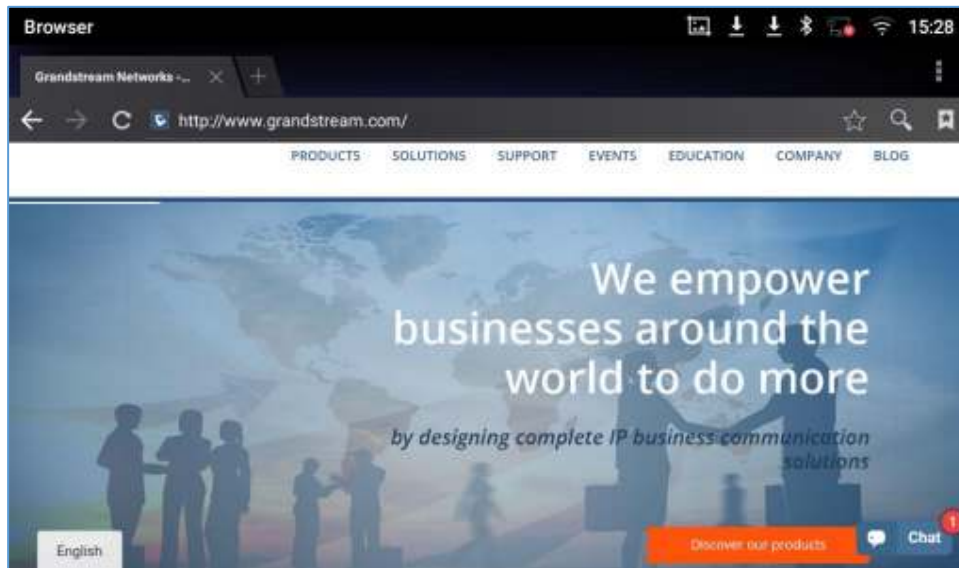 Browser
15:28
Grandstream Networks -...
http://www.grandstream.com/
PRODUCTS SOLUTIONS SUPPORT EVENTS EDUCATION COMPANY BLOG
We empower
businesses around the
world to do more
by designing complete IP business communication
solutions
English
Discover our products
Chat
1